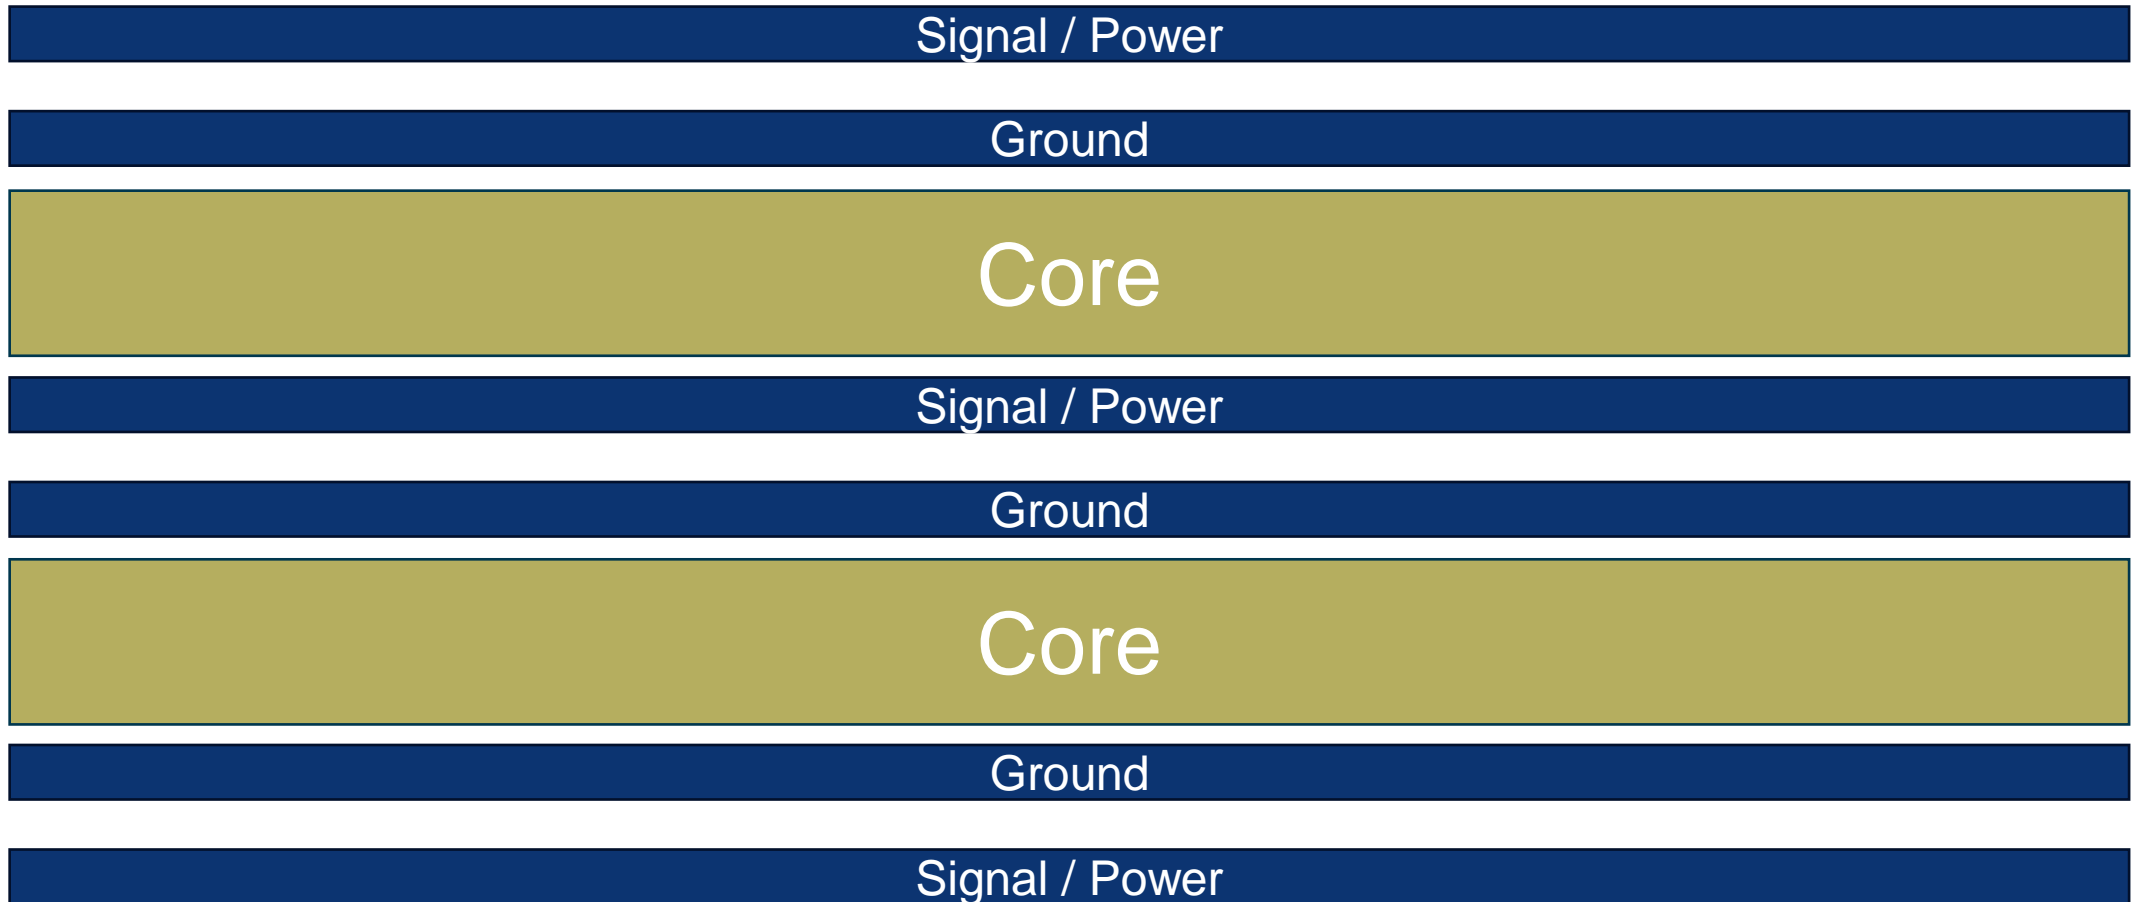 Signal / Power
Ground
Core
Signal / Power
Ground
Core
Ground
Signal / Power